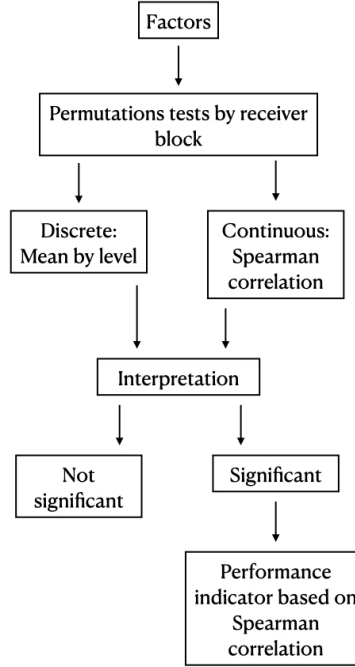 Factors
Permutations tests by receiver
block
Discrete:
Mean by level
Continuous:
Spearman
correlation
Interpretation
Not
significant
Significant
Performance
indicator based on
Spearman
correlation